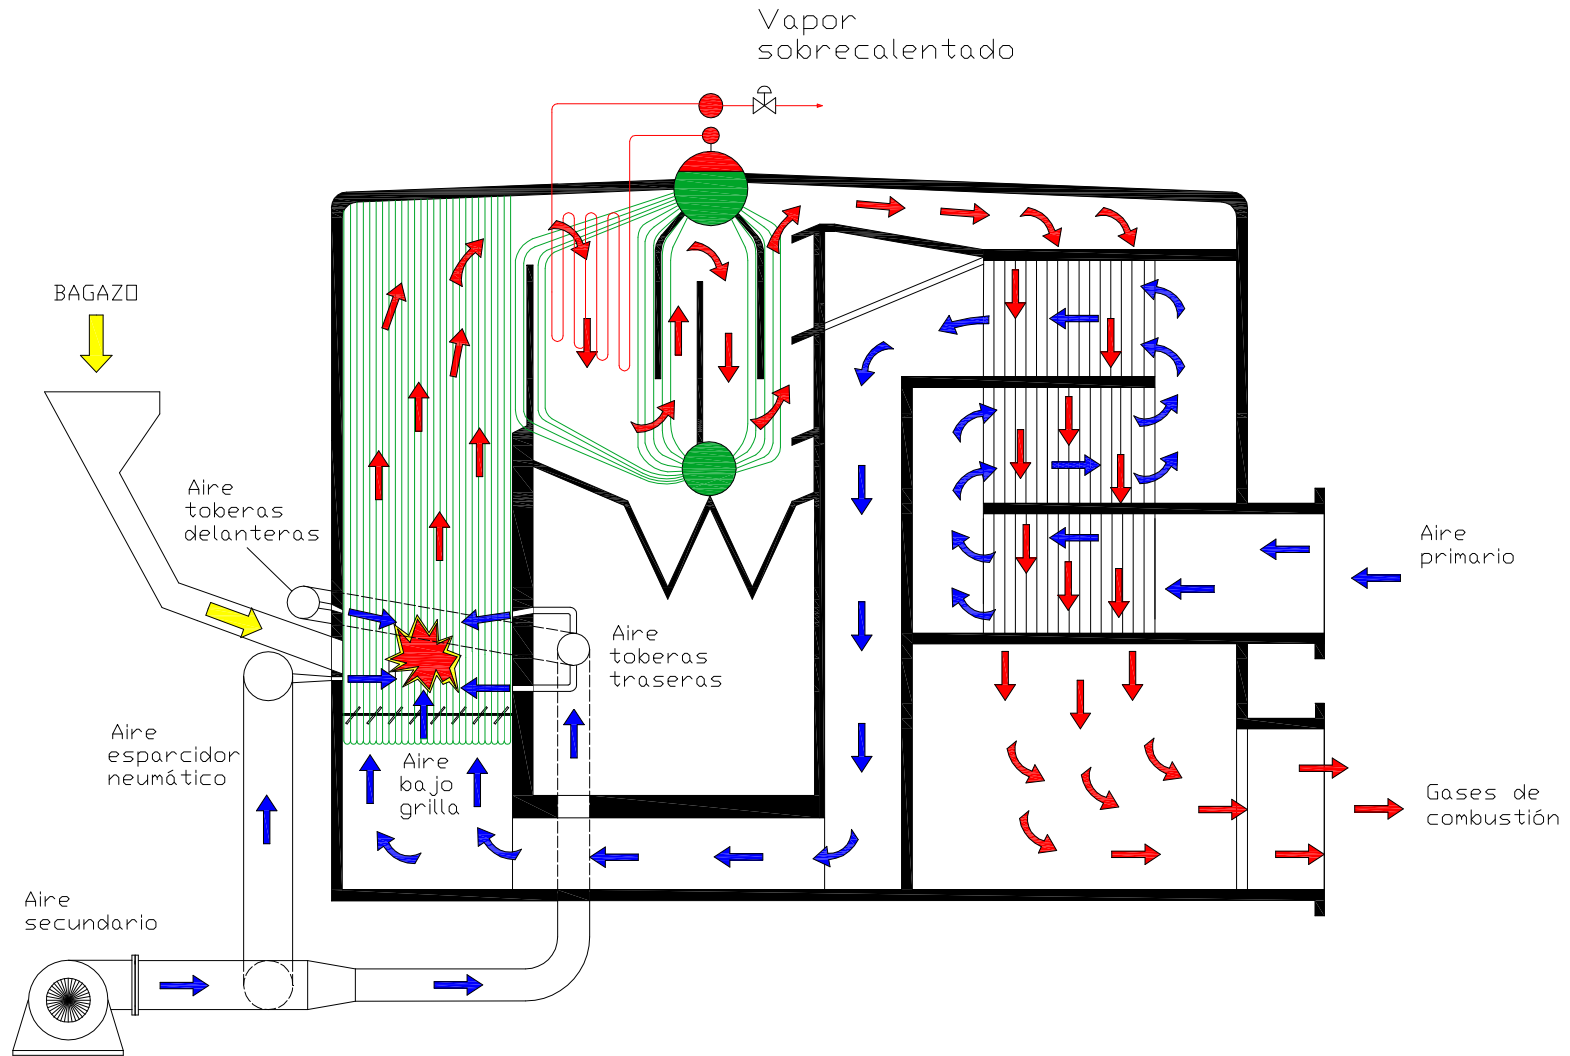 Vapor
sobrecalentado
BAGAZO
Aire
toberas
delanteras
Aire
primario
Aire
toberas
traseras
Aire
esparcidor
neumático
Aire
bajo
grilla
Gases de
combustión
Aire
secundario